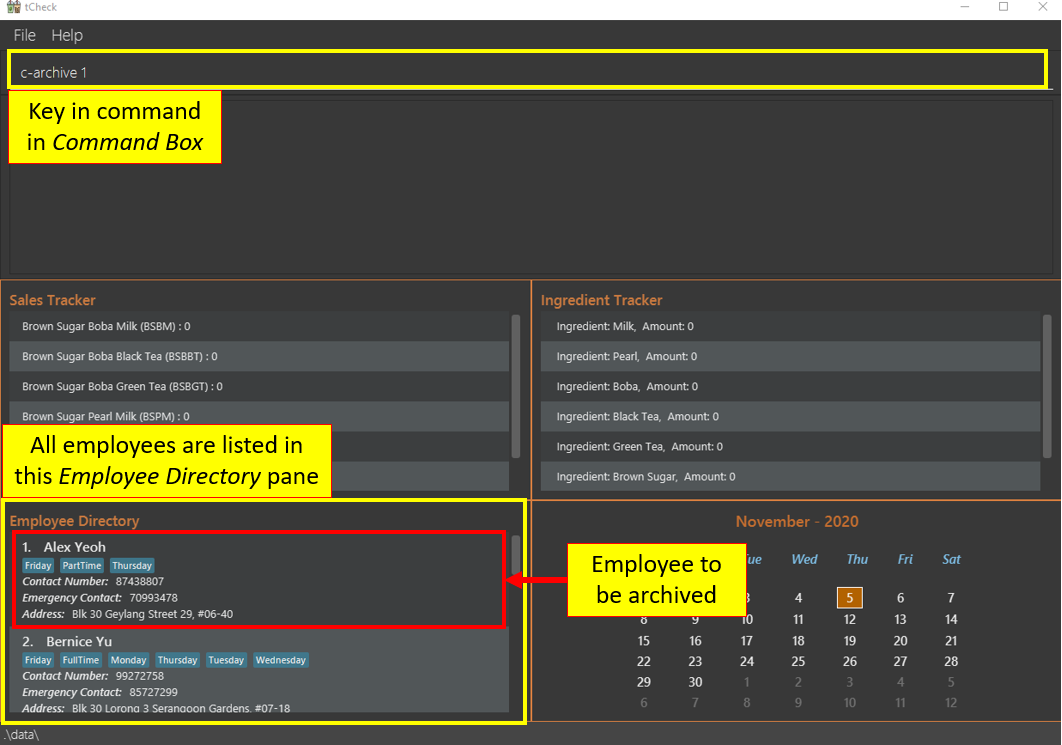 tCheck
File Help
c-archive 1
Key in command
in Command Box
Sales Tracker
Brown Sugar Boba Milk (BSBM) : 0
Brown Sugar Boba Black Tea (BSBBT) : 0
Brown Sugar Boba Green Tea (BSBGT) : 0
Brown Sugar Pearl Milk (BSPM) : 0
Ingredient Tracker
Ingredient: Milk, Amount: 0
Ingredient: Pearl, Amount: 0
Ingredient: Boba, Amount: 0
Ingredient: Black Tea, Amount: 0
Ingredient: Green Tea, Amount: 0
Ingredient: Brown Sugar, Amount: 0
All employees are listed in
this Employee Directory pane
Employee Directory
1. Alex Yeoh
Friday PartTime Thursday
Contact Number: 87438807
Emergency Contact: 70993478
Address: Blk 30 Geylang Street 29, #06-40
2. Bernice Yu
Friday FullTime Monday Thursday Tuesday Wednesday
Contact Number: 99272758
Emergency Contact: 85727299
Address: Blk 30 Lorong 3 Serangoon Gardens, #07-18
Employee to
be archived
November - 2020
Wed Thu Fri Sat
4 5 6 7
8 9 10 11 12 13 14
15 16 17 18 19 20 21
22 23 24 25 26 27 28
29 30 1 2 3 4 5
6 7 8 9 10 11 12
.\data\